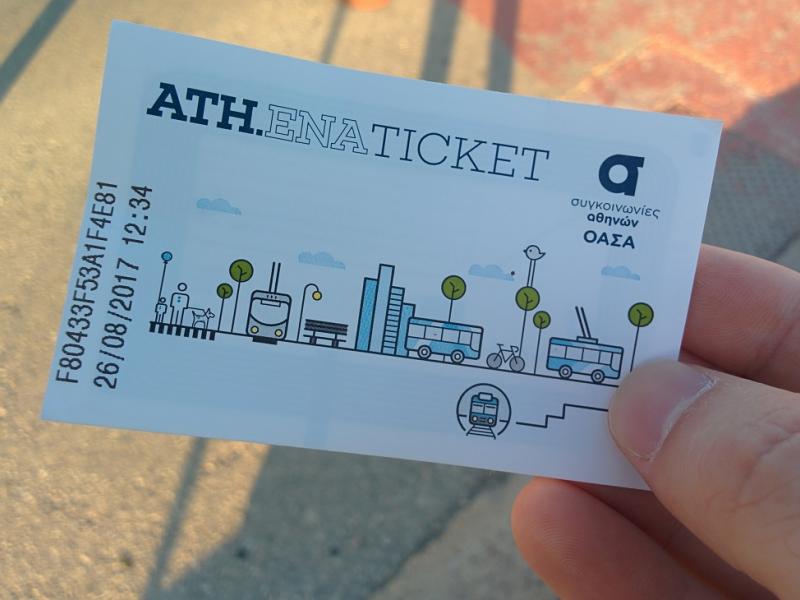 ATH.ENATICKET
συγκοινωνίες
αθηνών
ΟΑΣΑ
F80433F53A1F4E81
26/08/2017 12:34